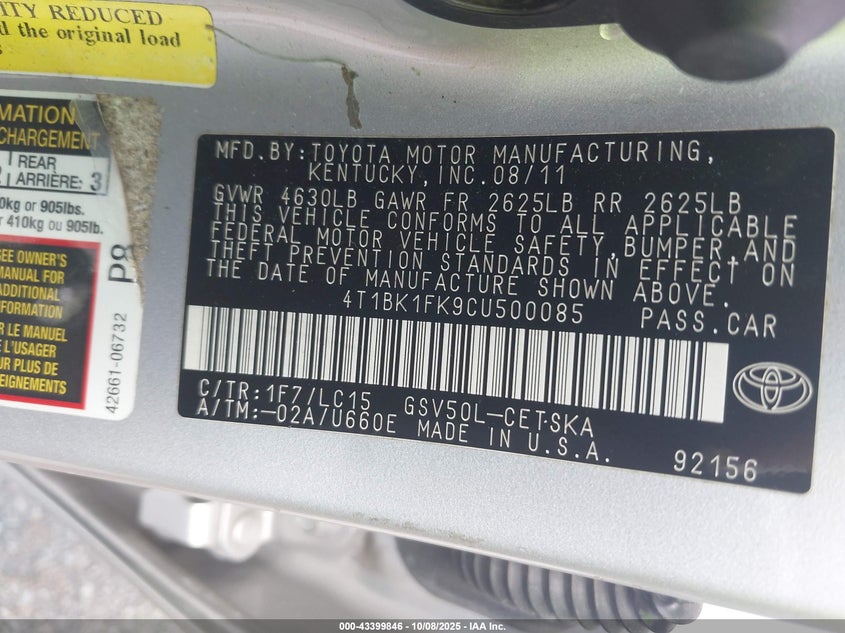 ITY REDUCED
d the original load
s
MATION
CHARGEMENT
REAR
ARRIÈRE: 3
0kg or 905lbs.
r 410kg ou 905lb.
EE OWNER'S
MANUAL FOR
ADDITIONAL
FORMATION
R LE MANUEL
E L'USAGER
UR PLUS DE
EIGNEMENTS
42661-06732
P8
MFD.BY:TOYOTA MOTOR MANUFACTURING,
KENTUCKY,INC.08/11
GVWR 4630LB GAWR FR 2625LB RR 2625LB
THIS VEHICLE CONFORMS TO ALL APPLICABLE
FEDERAL MOTOR VEHICLE SAFETY,BUMPER,AND
THEFT PREVENTION STANDARDS IN EFFECT ON
THE DATE OF MANUFACTURE SHOWN ABOVE.
4T1BK1FK9CU500085
PASS.CAR
C/TR:1F7/LC15 GSV50L-CETSKA
A/TM:-02A/U660E MADE IN U.S.A.
92156
000-43399846 - 10/08/2025 - IAA Inc.